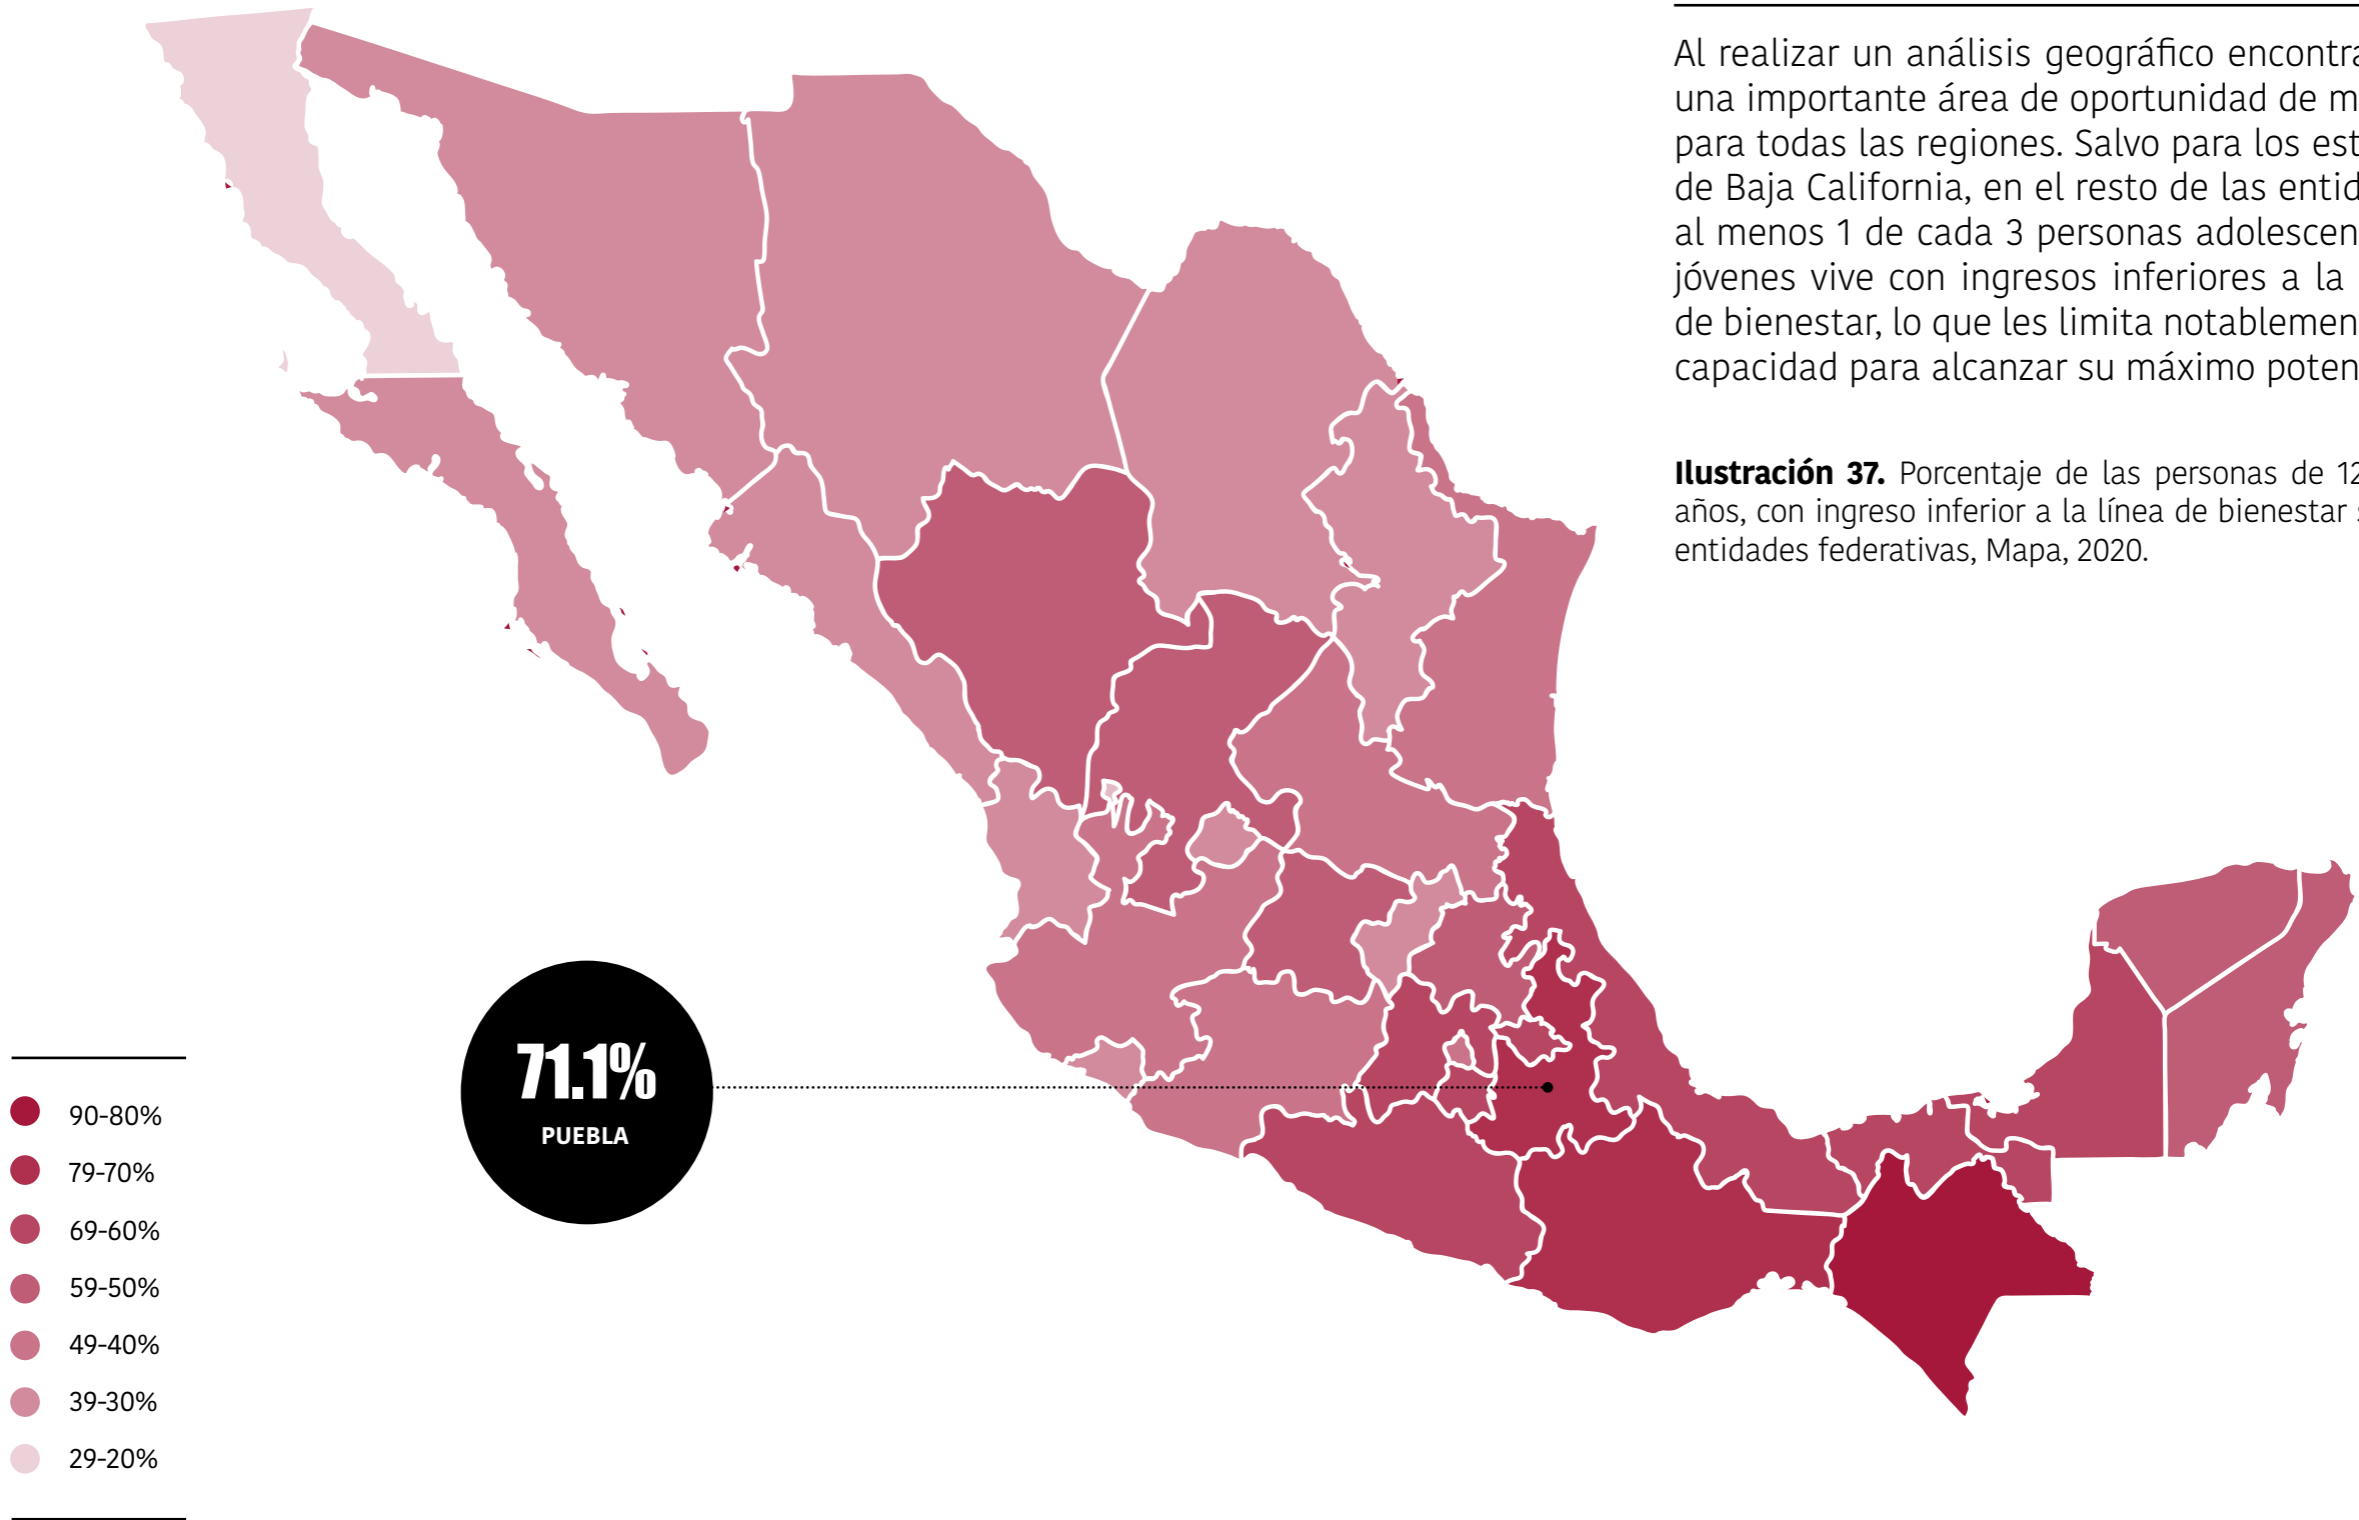 Al realizar un análisis geográfico encontra
una importante área de oportunidad de m
para todas las regiones. Salvo para los est
de Baja California, en el resto de las entid
al menos 1 de cada 3 personas adolescen
jóvenes vive con ingresos inferiores a la
de bienestar, lo que les limita notablemen
capacidad para alcanzar su máximo poten
Ilustración 37. Porcentaje de las personas de 12
años, con ingreso inferior a la línea de bienestar s
entidades federativas, Mapa, 2020.
71.1%
PUEBLA
90-80%
79-70%
69-60%
59-50%
49-40%
39-30%
29-20%